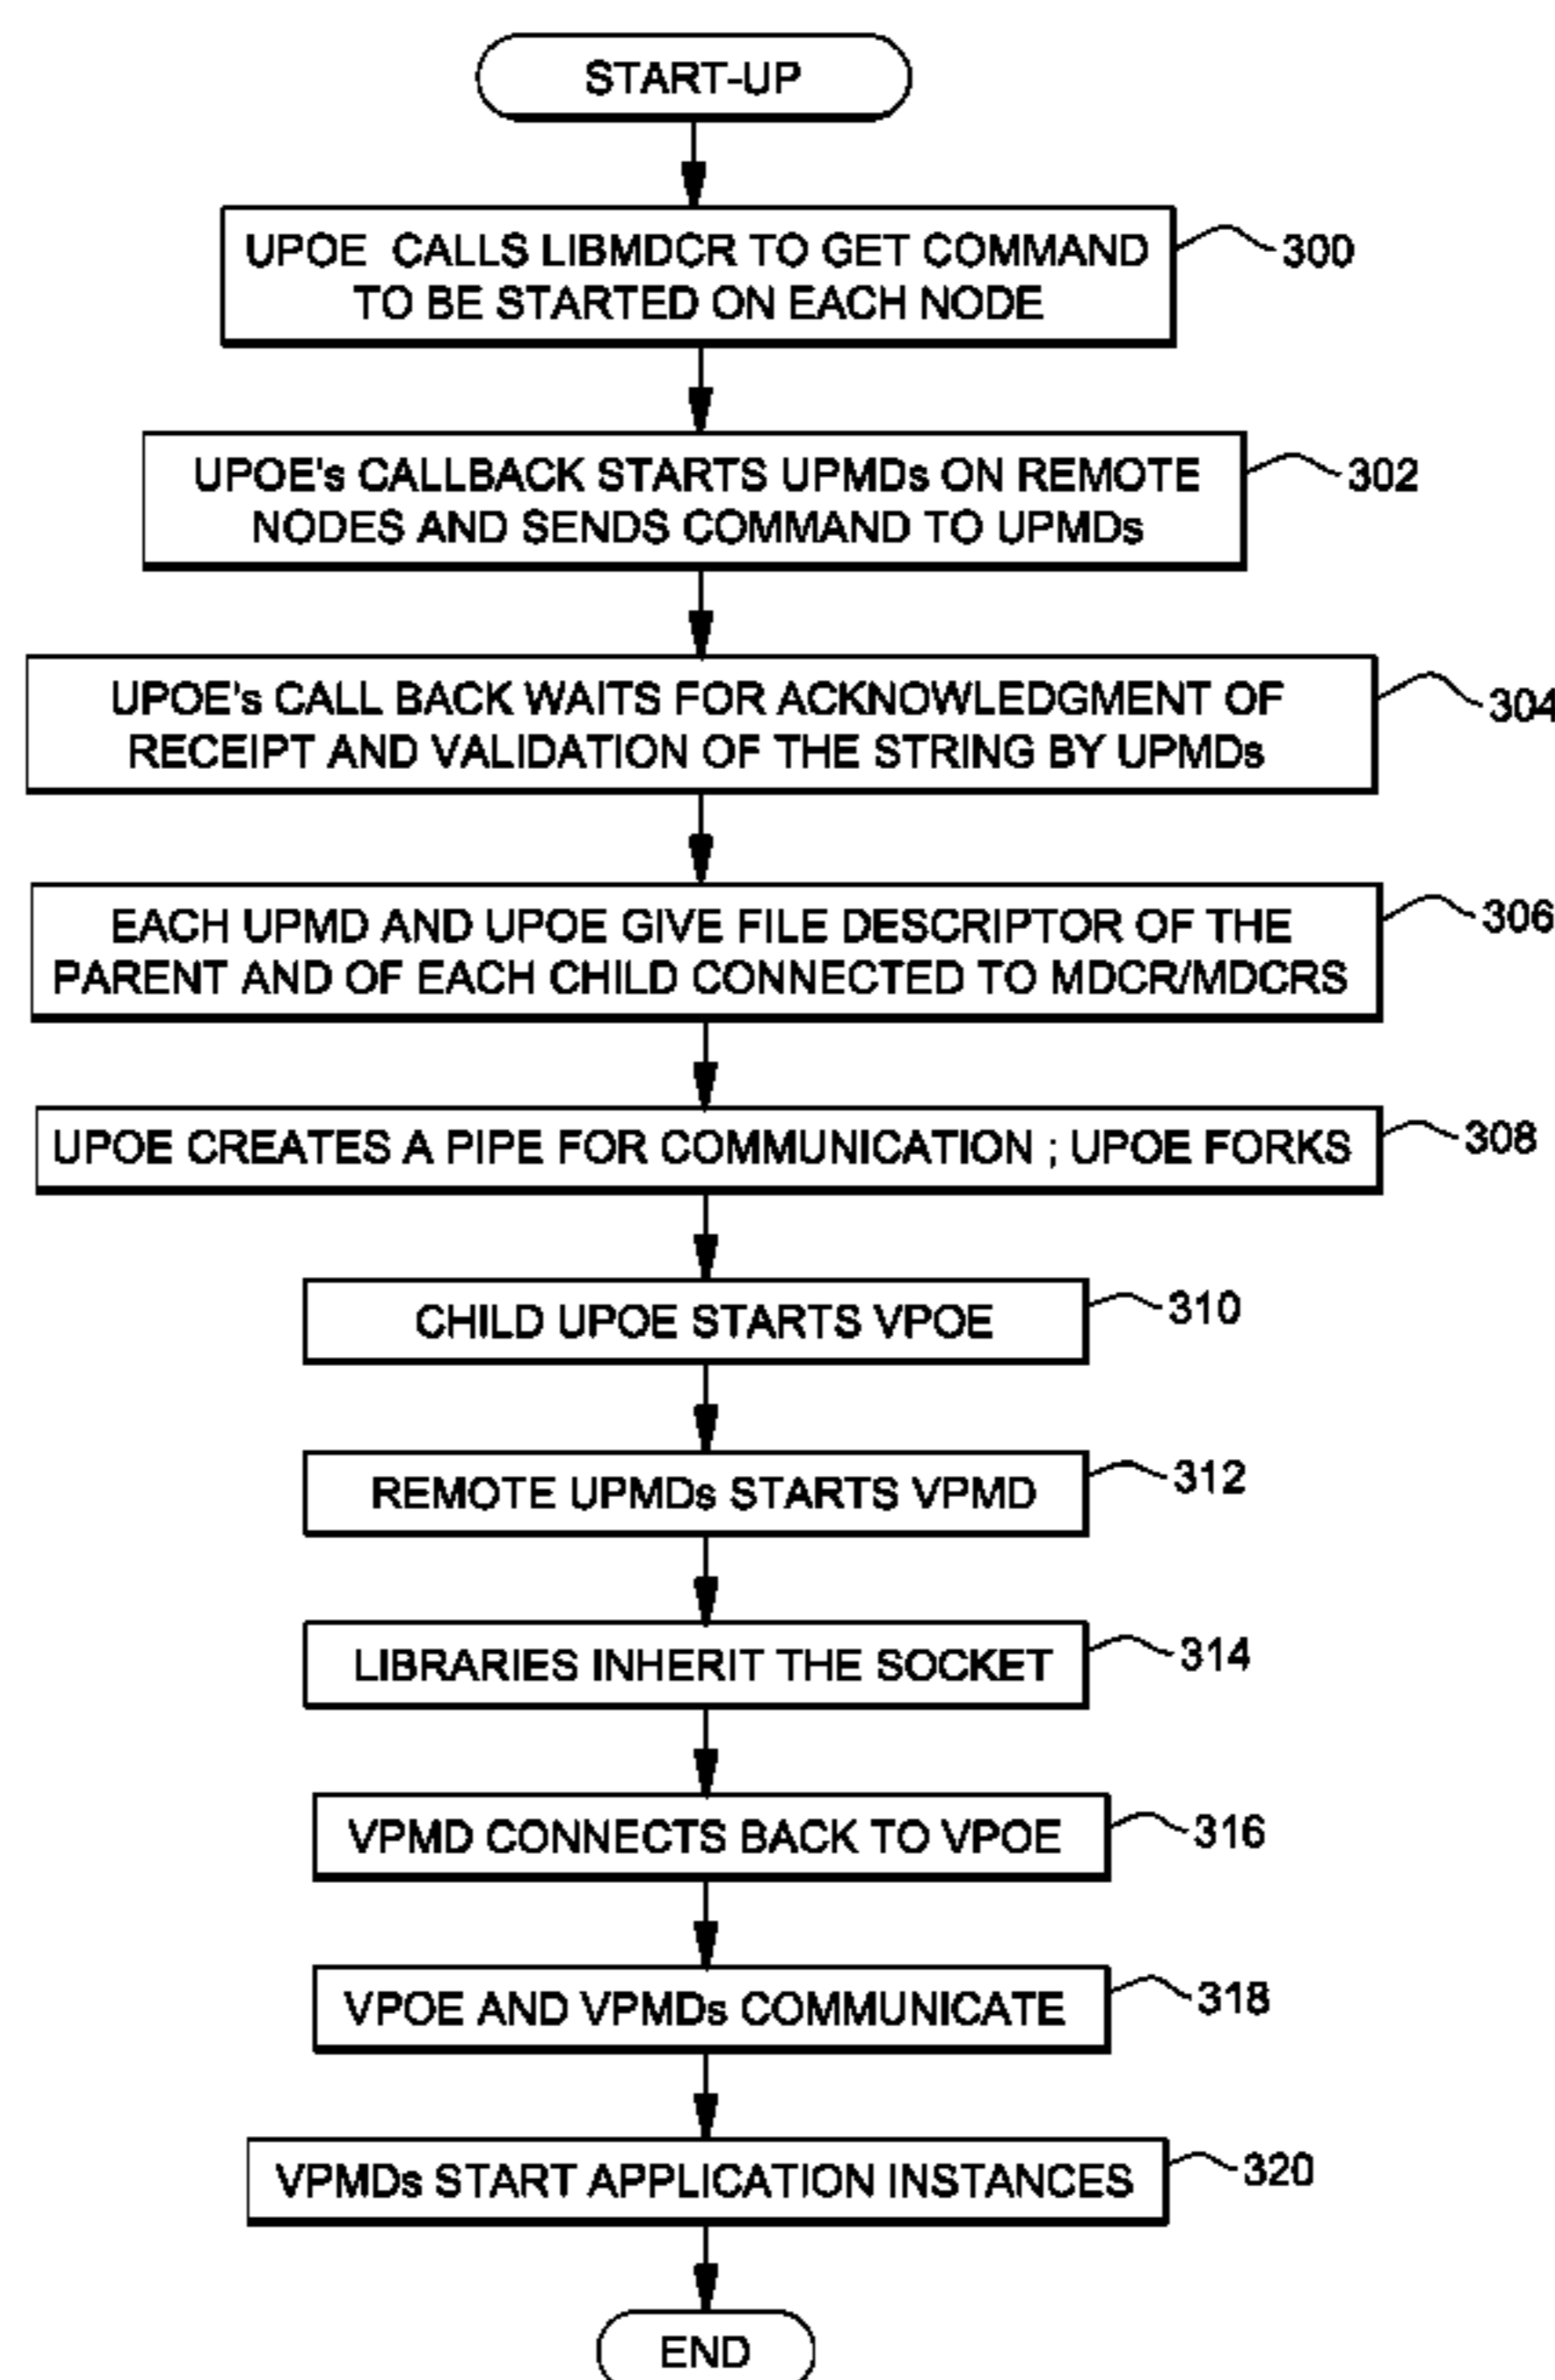 START-UP
UPOE CALLS LIBMDCR TO GET COMMAND
TO BE STARTED ON EACH NODE
300
UPOE's CALLBACK STARTS UPMDs ON REMOTE
NODES AND SENDS COMMAND TO UPMDs
302
UPOE's CALL BACK WAITS FOR ACKNOWLEDGMENT OF
RECEIPT AND VALIDATION OF THE STRING BY UPMDs
304
EACH UPMD AND UPOE GIVE FILE DESCRIPTOR OF THE
PARENT AND OF EACH CHILD CONNECTED TO MDCR/MDCRS
306
UPOE CREATES A PIPE FOR COMMUNICATION ; UPOE FORKS
308
CHILD UPOE STARTS VPOE
310
REMOTE UPMDs STARTS VPMD
312
LIBRARIES INHERIT THE SOCKET
314
VPMD CONNECTS BACK TO VPOE
316
VPOE AND VPMDs COMMUNICATE
318
VPMDs START APPLICATION INSTANCES
320
END